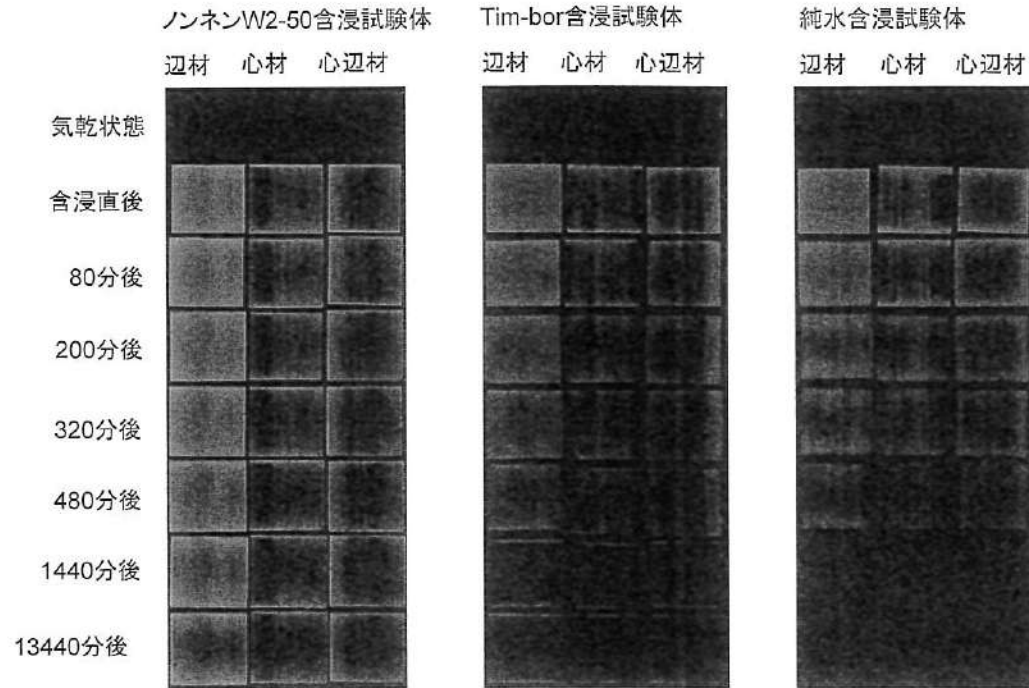 ノンネンW2-50含浸試験体 Tim-bor含浸試験体 純水含浸試験体
辺材 心材 心辺材 辺材 心材 心辺材 辺材 心材 心辺材
気乾状態
含浸直後
80分後
200分後
320分後
480分後
1440分後
13440分後